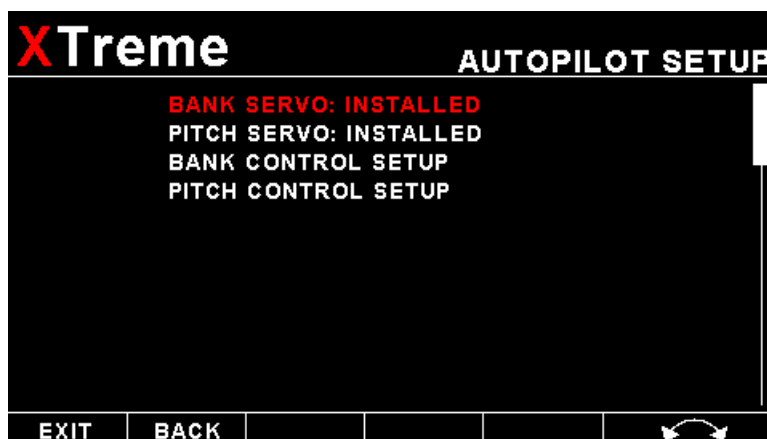 XTreme
AUTOPILOT SETUP
BANK SERVO: INSTALLED
PITCH SERVO: INSTALLED
BANK CONTROL SETUP
PITCH CONTROL SETUP
EXIT BACK